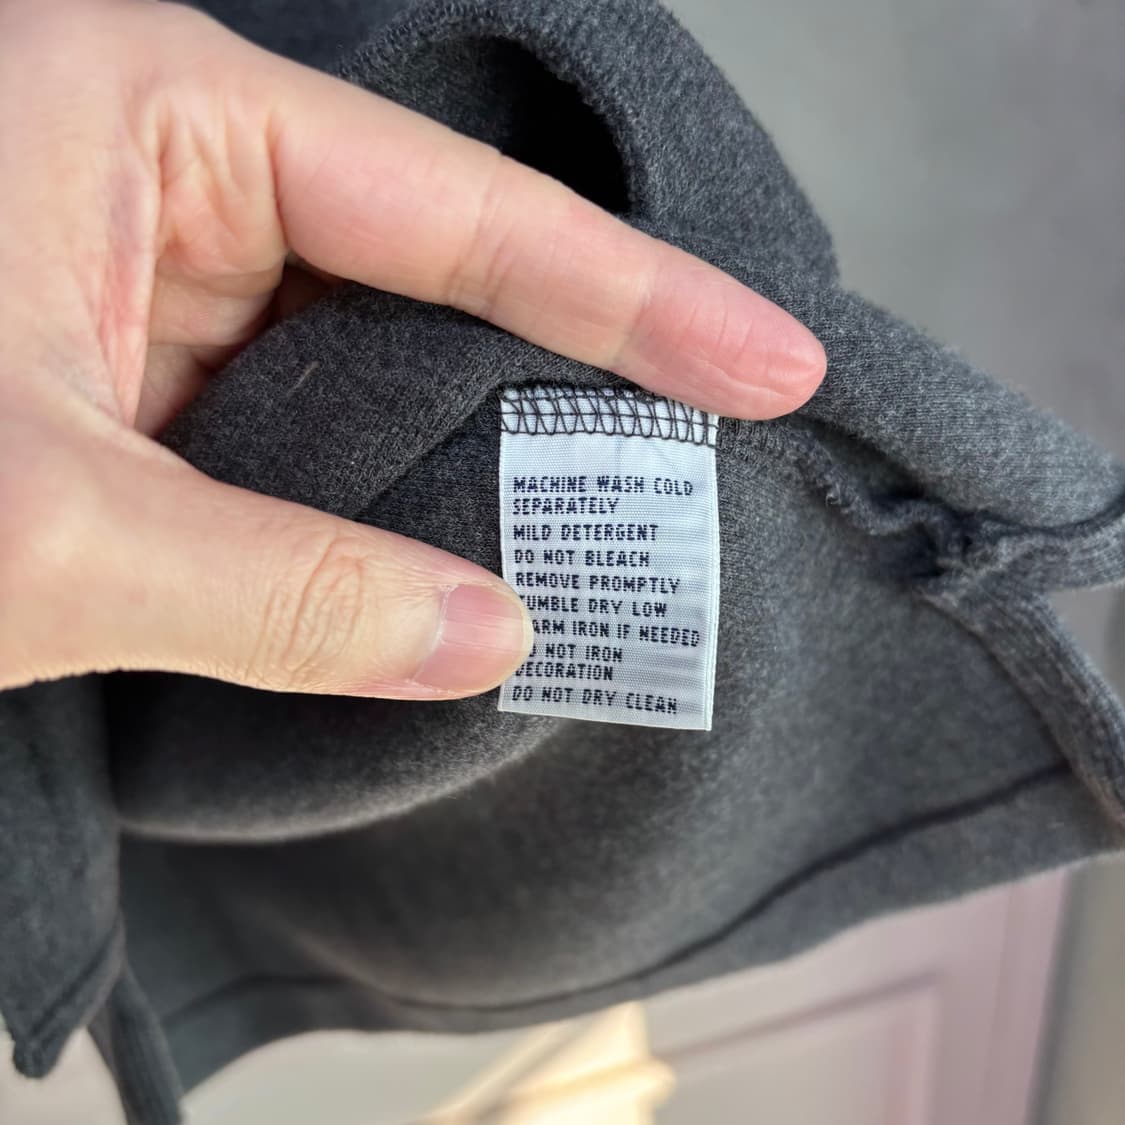 MACHINE WASH COLD
SEPARATELY
MILD DETERGENT
DO NOT BLEACH
REMOVE PROMPTLY
UMBLE DRY LOW
ARM IRON IF NEEDED
O NOT IRON
DECORATION
DO NOT DRY CLEAN